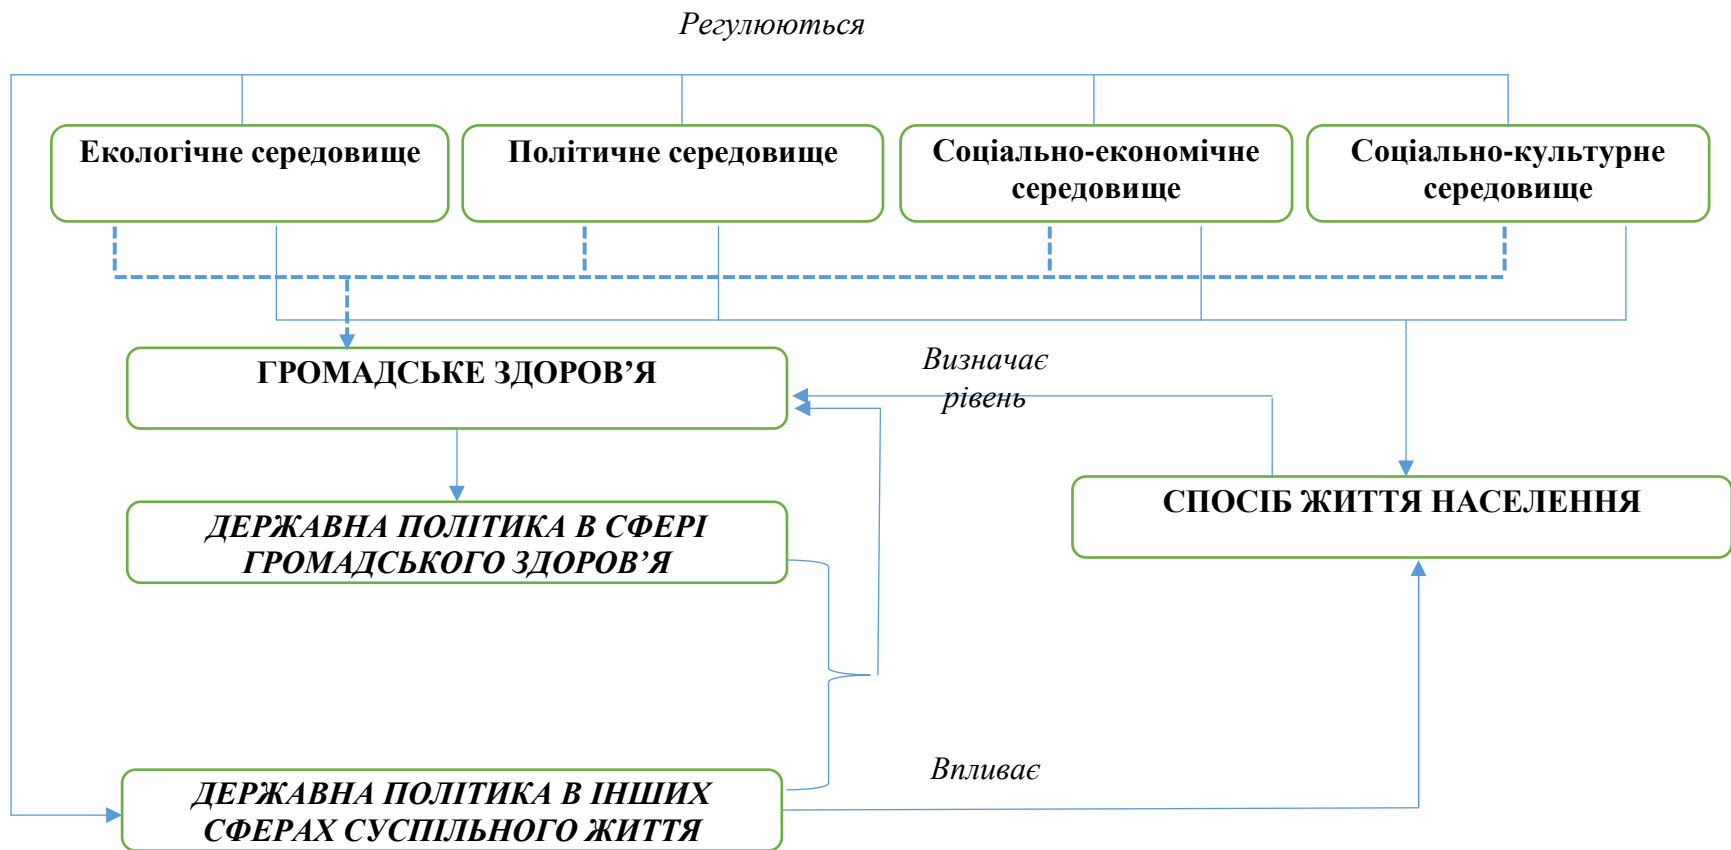 Регулюються
Екологічне середовище
Політичне середовище
Соціально-економічне
середовище
Соціально-культурне
середовище
ГРОМАДСЬКЕ ЗДОРОВ’Я
Визначає
рівень
СПОСІБ ЖИТТЯ НАСЕЛЕННЯ
ДЕРЖАВНА ПОЛІТИКА В СФЕРІ
ГРОМАДСЬКОГО ЗДОРОВ’Я
Впливає
ДЕРЖАВНА ПОЛІТИКА В ІНШИХ
СФЕРАХ СУСПІЛЬНОГО ЖИТТЯ